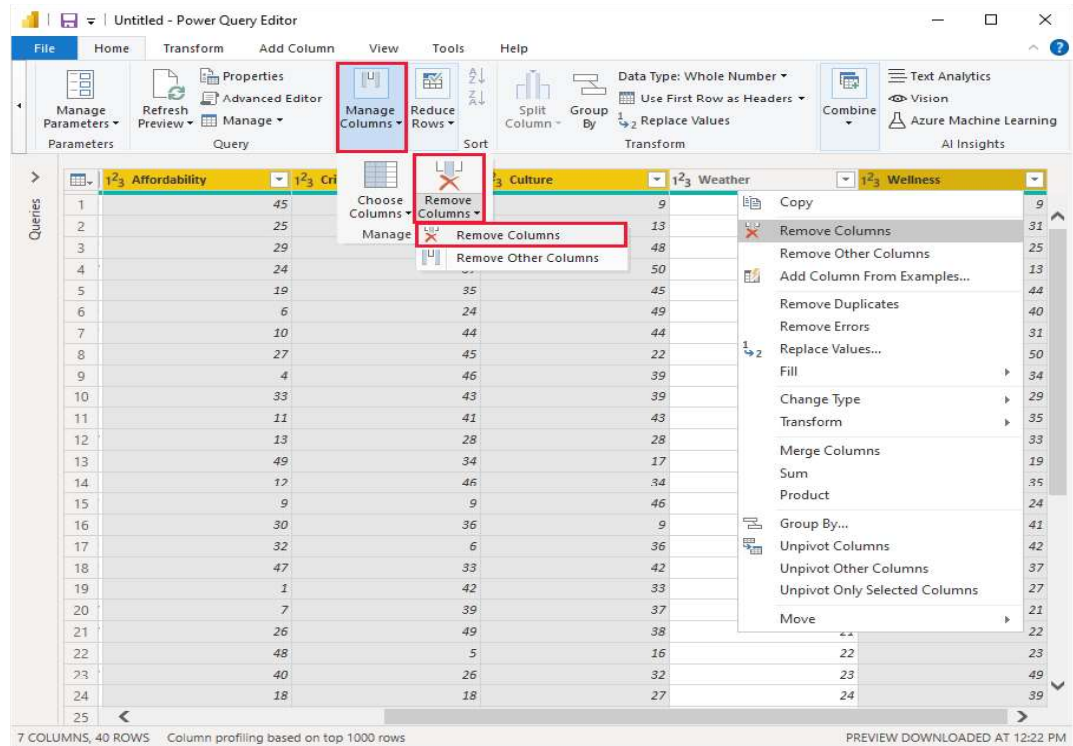 Untitled - Power Query Editor
File Home Transform Add Column View Tools Help
Manage Parameters
Parameters
Refresh Preview
Properties
Advanced Editor
Manage
Query
Manage Columns
Reduce Rows
Sort
Split Column
Group By
Data Type: Whole Number
Use First Row as Headers
Replace Values
Transform
Combine
Text Analytics
Vision
Azure Machine Learning
AI Insights
Choose Columns
Remove Columns
Manage
Remove Columns
Remove Other Columns
Queries
1²3 Affordability 1²3 Cri 3 Culture 1²3 Weather 1²3 Wellness
1 45 9 9
2 25 13 31
3 29 48 25
4 24 50 13
5 19 35 45 44
6 6 24 49 40
7 10 44 44 31
8 27 45 22 50
9 4 46 39 34
10 33 43 39 29
11 11 41 43 35
12 13 28 28 33
13 49 34 17 19
14 12 46 34 35
15 9 9 46 24
16 30 36 9 41
17 32 6 36 42
18 47 33 42 37
19 1 42 33 27
20 7 39 37 21
21 26 49 38 22
22 48 5 16 22 23
23 40 26 32 23 49
24 18 18 27 24 39
25
Copy
Remove Columns
Remove Other Columns
Add Column From Examples...
Remove Duplicates
Remove Errors
Replace Values...
Fill
Change Type
Transform
Merge Columns
Sum
Product
Group By...
Unpivot Columns
Unpivot Other Columns
Unpivot Only Selected Columns
Move
7 COLUMNS, 40 ROWS Column profiling based on top 1000 rows PREVIEW DOWNLOADED AT 12:22 PM